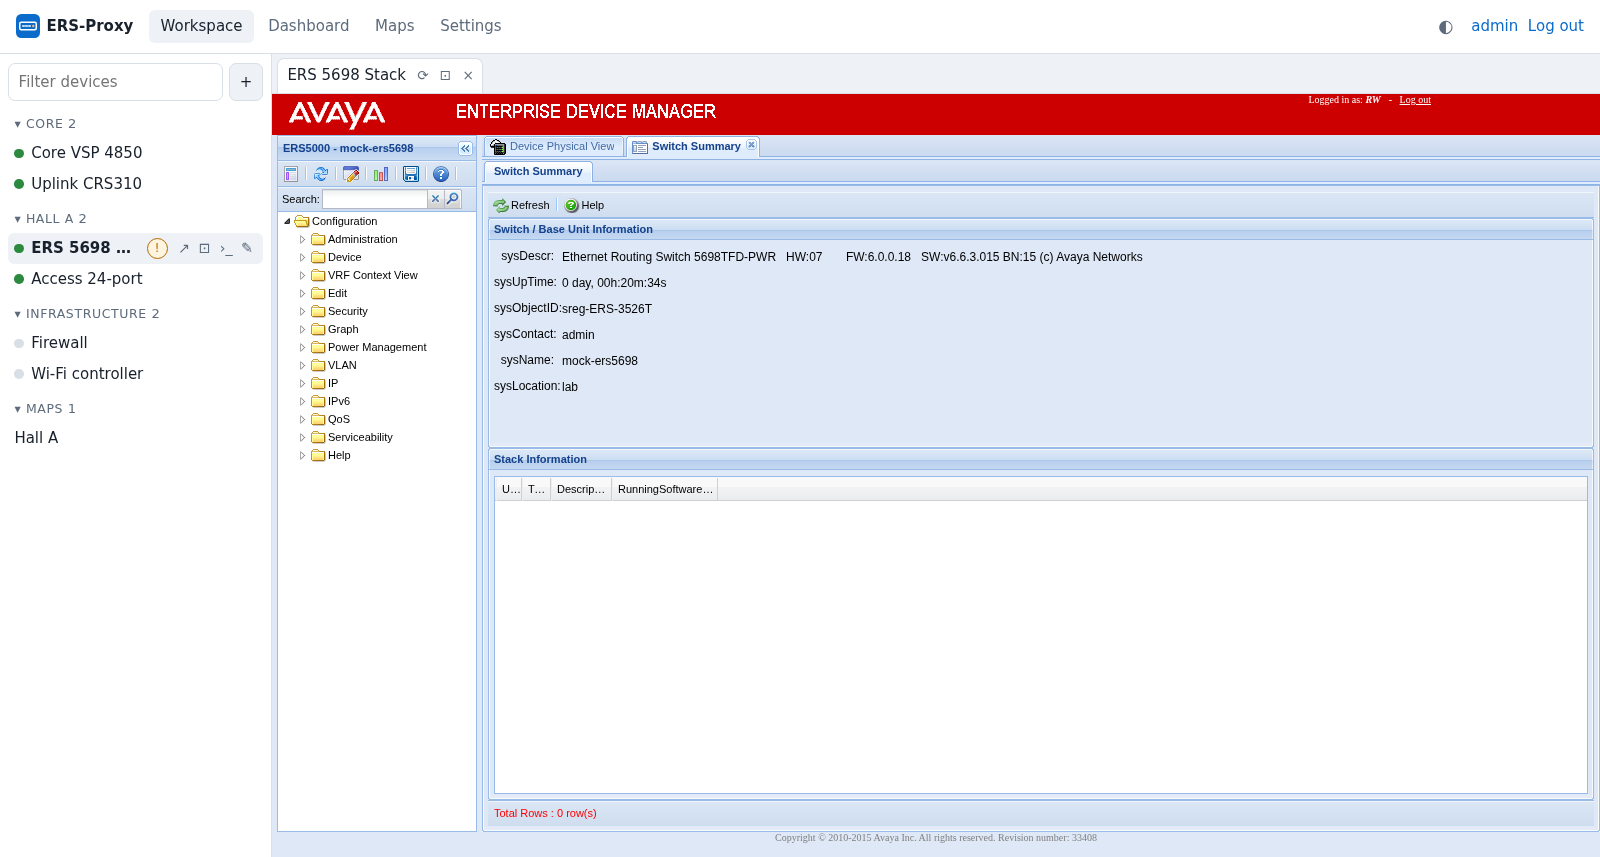 ERS-Proxy Workspace Dashboard Maps Settings admin Log out
Filter devices +
ERS 5698 Stack
CORE 2
Core VSP 4850
Uplink CRS310
HALL A 2
ERS 5698 ...
Access 24-port
INFRASTRUCTURE 2
Firewall
Wi-Fi controller
MAPS 1
Hall A
AVAYA ENTERPRISE DEVICE MANAGER Logged in as: RW - Log out
ERS5000 - mock-ers5698
Search:
Configuration
Administration
Device
VRF Context View
Edit
Security
Graph
Power Management
VLAN
IP
IPv6
QoS
Serviceability
Help
Device Physical View Switch Summary
Switch Summary
Refresh Help
Switch / Base Unit Information
sysDescr: Ethernet Routing Switch 5698TFD-PWR HW:07 FW:6.0.0.18 SW:v6.6.3.015 BN:15 (c) Avaya Networks
sysUpTime: 0 day, 00h:20m:34s
sysObjectID: sreg-ERS-3526T
sysContact: admin
sysName: mock-ers5698
sysLocation: lab
Stack Information
U... T... Descrip... RunningSoftware...
Total Rows : 0 row(s)
Copyright © 2010-2015 Avaya Inc. All rights reserved. Revision number: 33408